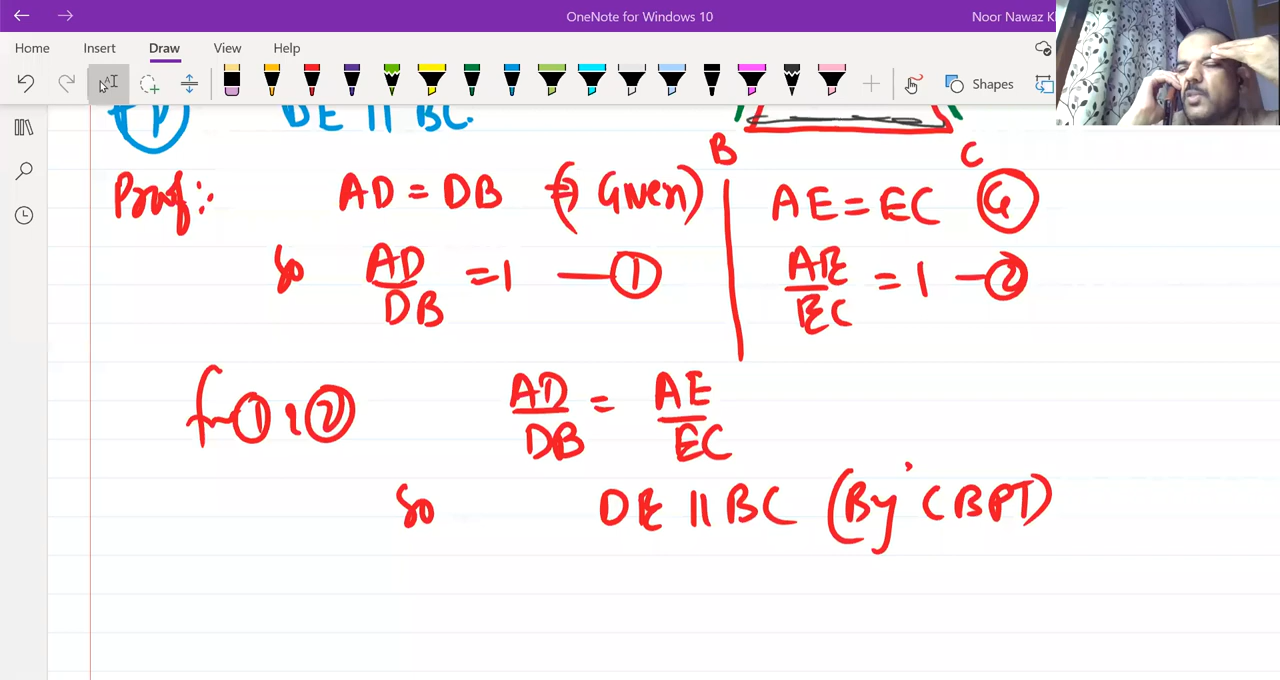 OneNote for Windows 10
Noor Nawaz K
Home Insert Draw View Help
Shapes
DE || BC.
B C
Proof: AD = DB (⇒ Given) AE = EC G
So AD/DB = 1 — ① AE/EC = 1 — ②
from ① & ② AD/DB = AE/EC
So DE || BC (By CBPT)